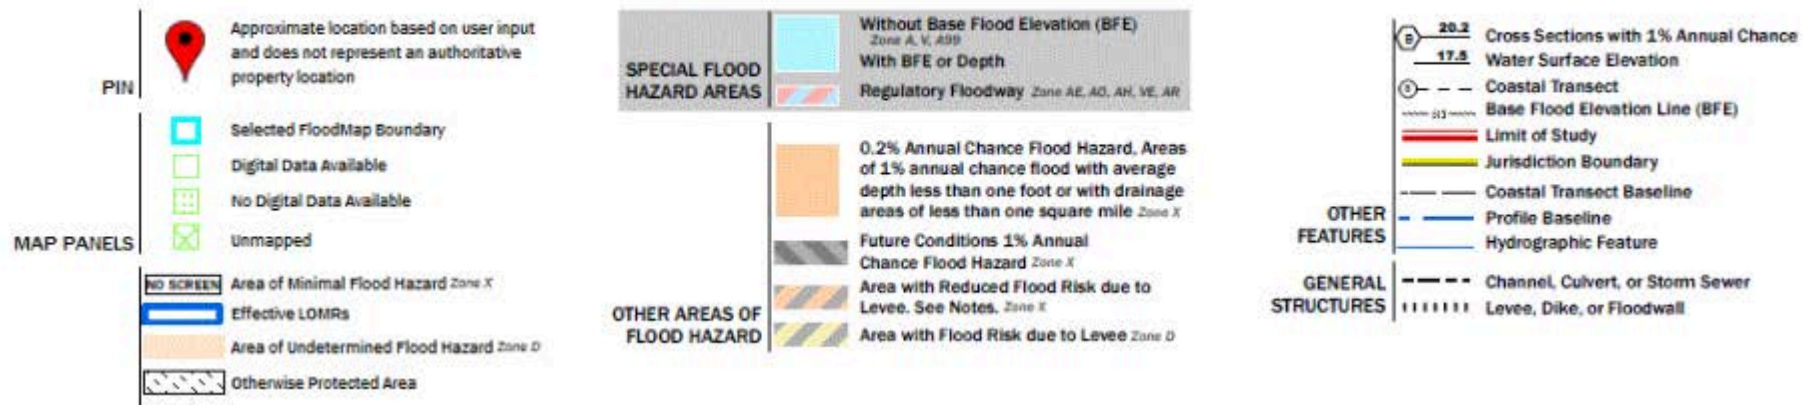 Approximate location based on user input
and does not represent an authoritative
property location
PIN
Selected FloodMap Boundary
Digital Data Available
No Digital Data Available
Unmapped
MAP PANELS
NO SCREEN Area of Minimal Flood Hazard Zone X
Effective LOMRs
Area of Undetermined Flood Hazard Zone D
Otherwise Protected Area
SPECIAL FLOOD
HAZARD AREAS
Without Base Flood Elevation (BFE)
Zone A, V, A99
With BFE or Depth
Regulatory Floodway Zone AE, AO, AH, VE, AR
0.2% Annual Chance Flood Hazard, Areas
of 1% annual chance flood with average
depth less than one foot or with drainage
areas of less than one square mile Zone X
Future Conditions 1% Annual
Chance Flood Hazard Zone X
Area with Reduced Flood Risk due to
Levee. See Notes. Zone X
Area with Flood Risk due to Levee Zone D
OTHER AREAS OF
FLOOD HAZARD
B 20.2 Cross Sections with 1% Annual Chance
17.5 Water Surface Elevation
Coastal Transect
Base Flood Elevation Line (BFE)
Limit of Study
Jurisdiction Boundary
Coastal Transect Baseline
Profile Baseline
Hydrographic Feature
OTHER
FEATURES
GENERAL
STRUCTURES
Channel, Culvert, or Storm Sewer
Levee, Dike, or Floodwall